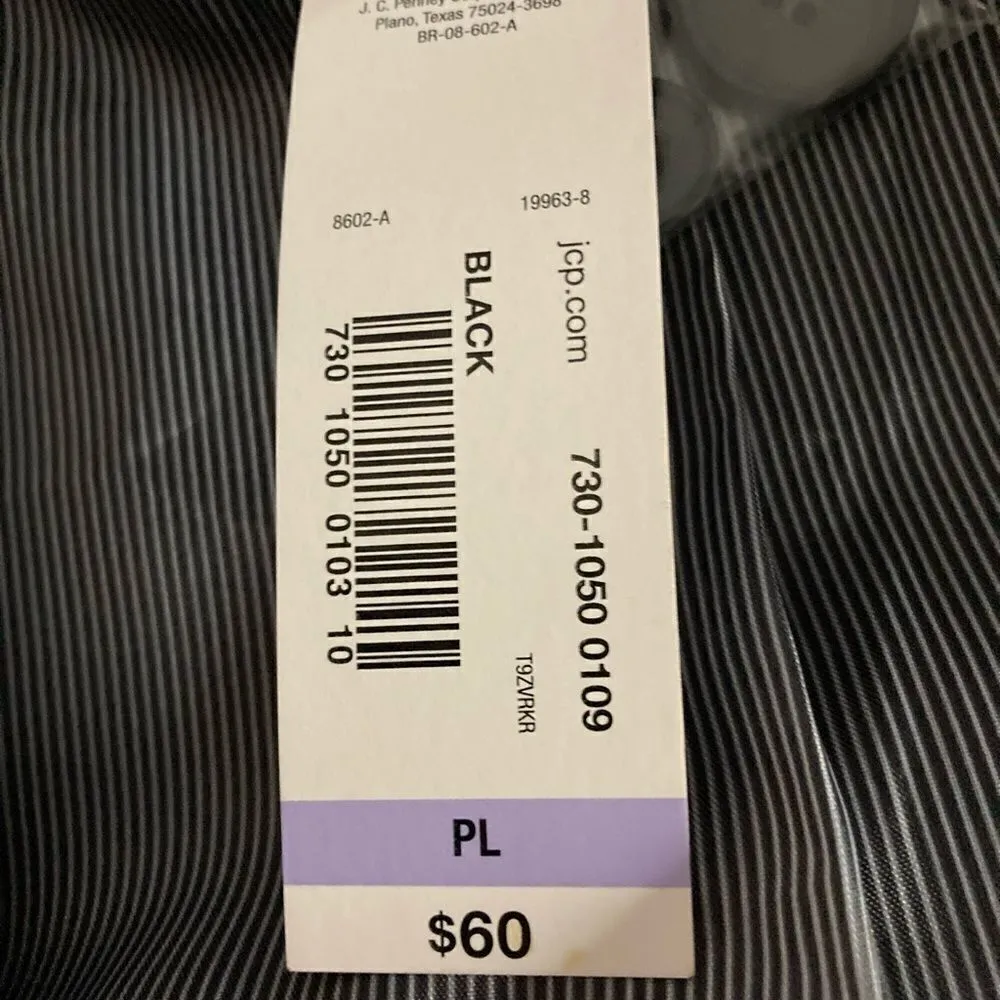 J. C. Penney
Plano, Texas 75024-3698
BR-08-602-A
8602-A
19963-8
jcp.com
730-1050 0109
BLACK
T9ZVRKR
730 1050 0103 10
PL
$60